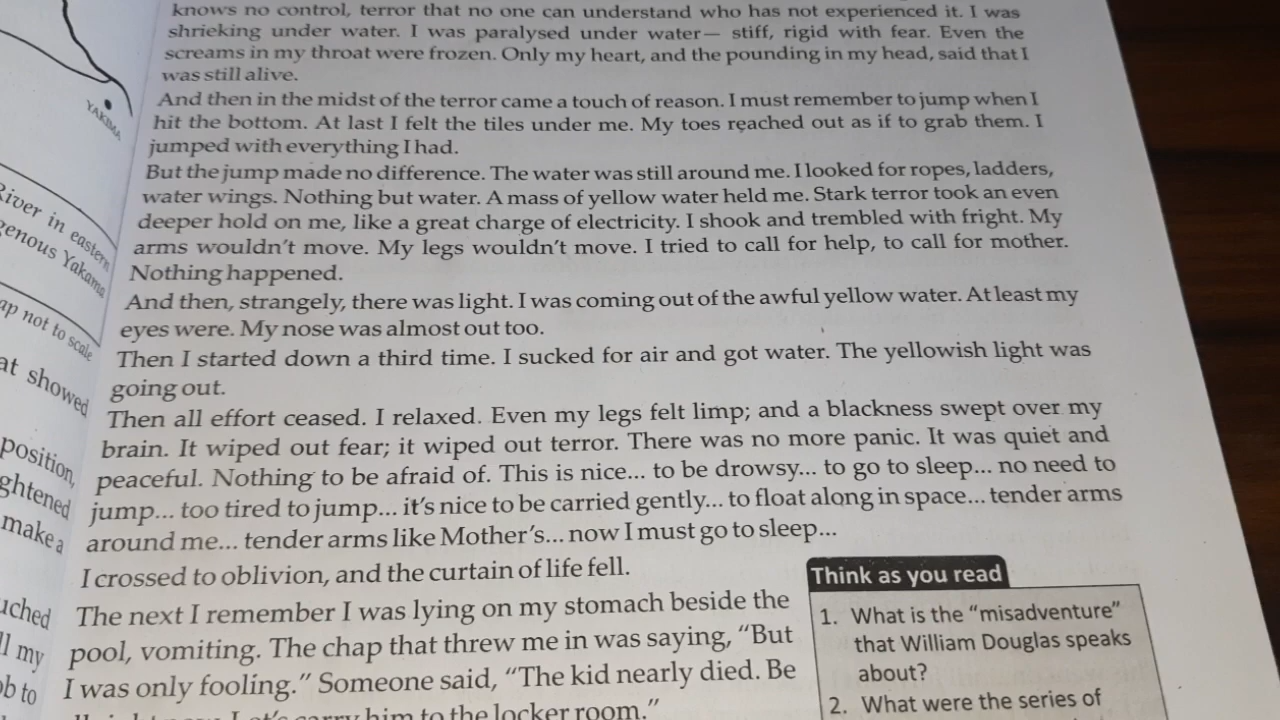 YAKIMA
River in eastern
genous Yakama
ap not to scale
at showed
position,
ghtened
make a
uched
ll my
ob to
knows no control, terror that no one can understand who has not experienced it. I was
shrieking under water. I was paralysed under water— stiff, rigid with fear. Even the
screams in my throat were frozen. Only my heart, and the pounding in my head, said that I
was still alive.
And then in the midst of the terror came a touch of reason. I must remember to jump when I
hit the bottom. At last I felt the tiles under me. My toes reached out as if to grab them. I
jumped with everything I had.
But the jump made no difference. The water was still around me. I looked for ropes, ladders,
water wings. Nothing but water. A mass of yellow water held me. Stark terror took an even
deeper hold on me, like a great charge of electricity. I shook and trembled with fright. My
arms wouldn't move. My legs wouldn't move. I tried to call for help, to call for mother.
Nothing happened.
And then, strangely, there was light. I was coming out of the awful yellow water. At least my
eyes were. My nose was almost out too.
Then I started down a third time. I sucked for air and got water. The yellowish light was
going out.
Then all effort ceased. I relaxed. Even my legs felt limp; and a blackness swept over my
brain. It wiped out fear; it wiped out terror. There was no more panic. It was quiet and
peaceful. Nothing to be afraid of. This is nice... to be drowsy... to go to sleep... no need to
jump... too tired to jump... it's nice to be carried gently... to float along in space... tender arms
around me... tender arms like Mother's... now I must go to sleep...
I crossed to oblivion, and the curtain of life fell.
The next I remember I was lying on my stomach beside the
pool, vomiting. The chap that threw me in was saying, "But
I was only fooling." Someone said, "The kid nearly died. Be
Let's carry him to the locker room."
Think as you read
1. What is the "misadventure"
that William Douglas speaks
about?
2. What were the series of